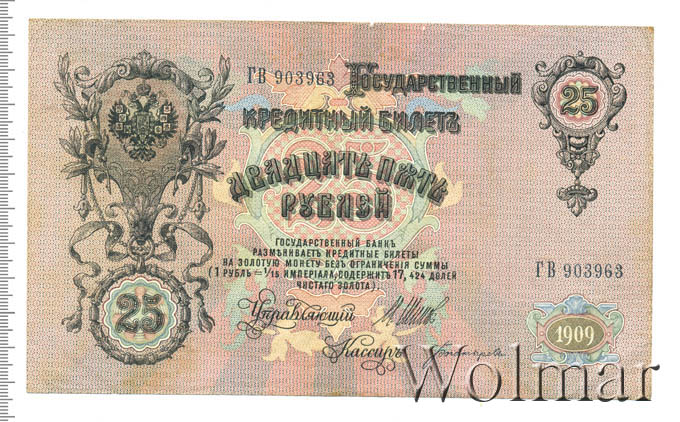 ГВ 903963
Государственный
25
кредитный билетъ
Двадцать пять
рублей
ГОСУДАРСТВЕННЫЙ БАНКЪ
РАЗМѢНИВАЕТЪ КРЕДИТНЫЕ БИЛЕТЫ
НА ЗОЛОТУЮ МОНЕТУ БЕЗЪ ОГРАНИЧЕНІЯ СУММЫ
(1 РУБЛЬ = 1/15 ИМПЕРІАЛА, СОДЕРЖИТЪ 17, 424 ДОЛЕЙ
ЧИСТАГО ЗОЛОТА).
ГВ 903963
25
Управляющій
1909
Кассиръ
Wolmar